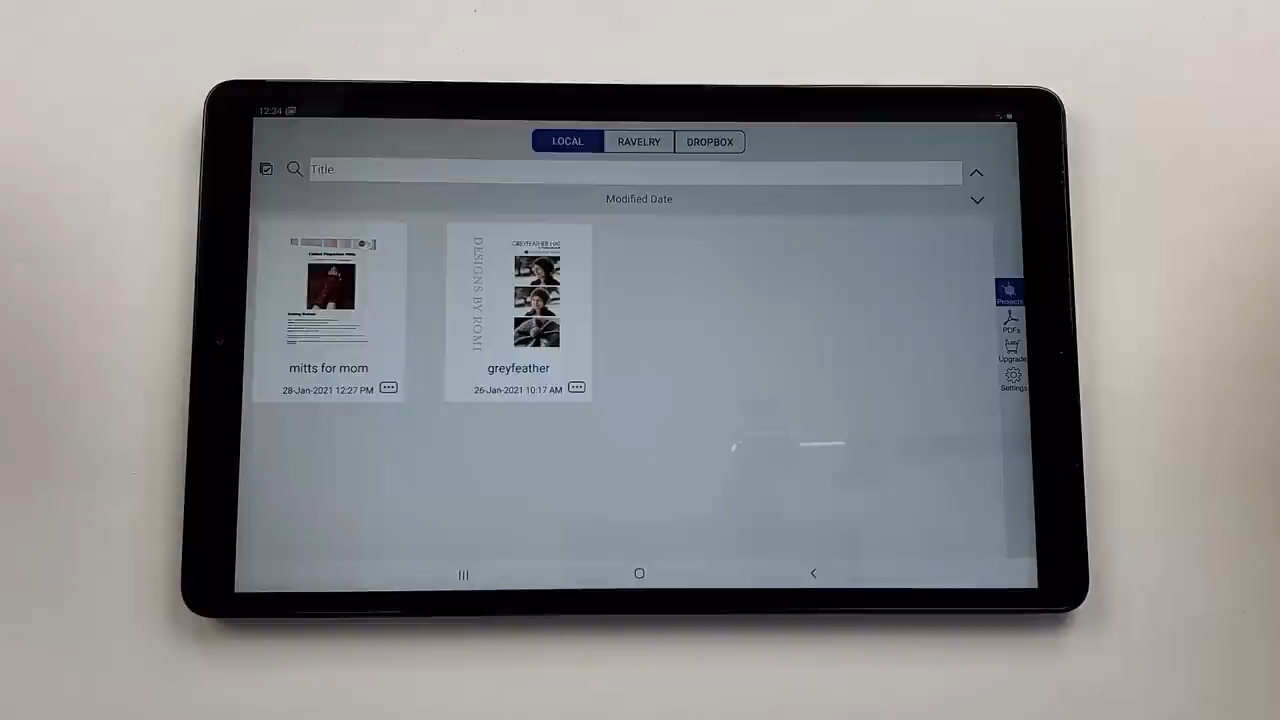 12:34
LOCAL RAVELRY DROPBOX
Title
Modified Date
DESIGNS BY ROMI
GREYFEATHER HAT
mitts for mom
28-Jan-2021 12:27 PM
greyfeather
26-Jan-2021 10:17 AM
Projects
PDFs
Upgrade
Settings